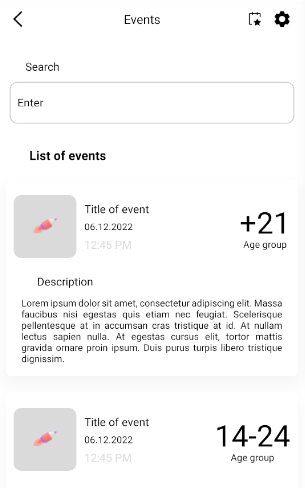 Events
Search
Enter
List of events
Title of event
06.12.2022
12:45 PM
+21
Age group
Description
Lorem ipsum dolor sit amet, consectetur adipiscing elit. Massa
faucibus nisi egestas quis etiam nec feugiat. Scelerisque
pellentesque at in accumsan cras tristique at id. At nullam
lectus sapien nulla. At egestas cursus elit, tortor mattis
gravida ornare proin ipsum. Duis purus turpis libero tristique
dignissim.
Title of event
06.12.2022
12:45 PM
14-24
Age group